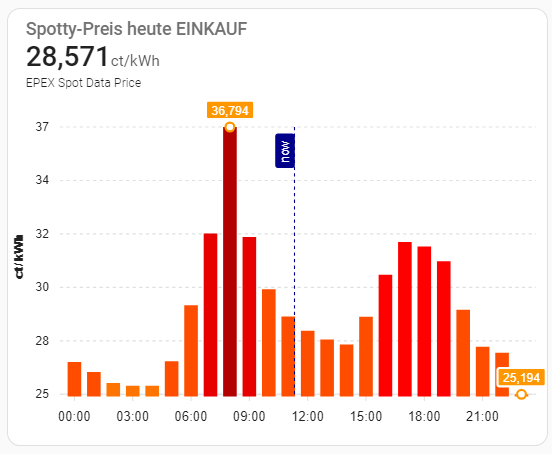 Spotty-Preis heute EINKAUF
28,571 ct/kWh
EPEX Spot Data Price
36,794
now
37
34
32
30
28
25
ct/kWh
25,194
00:00 03:00 06:00 09:00 12:00 15:00 18:00 21:00